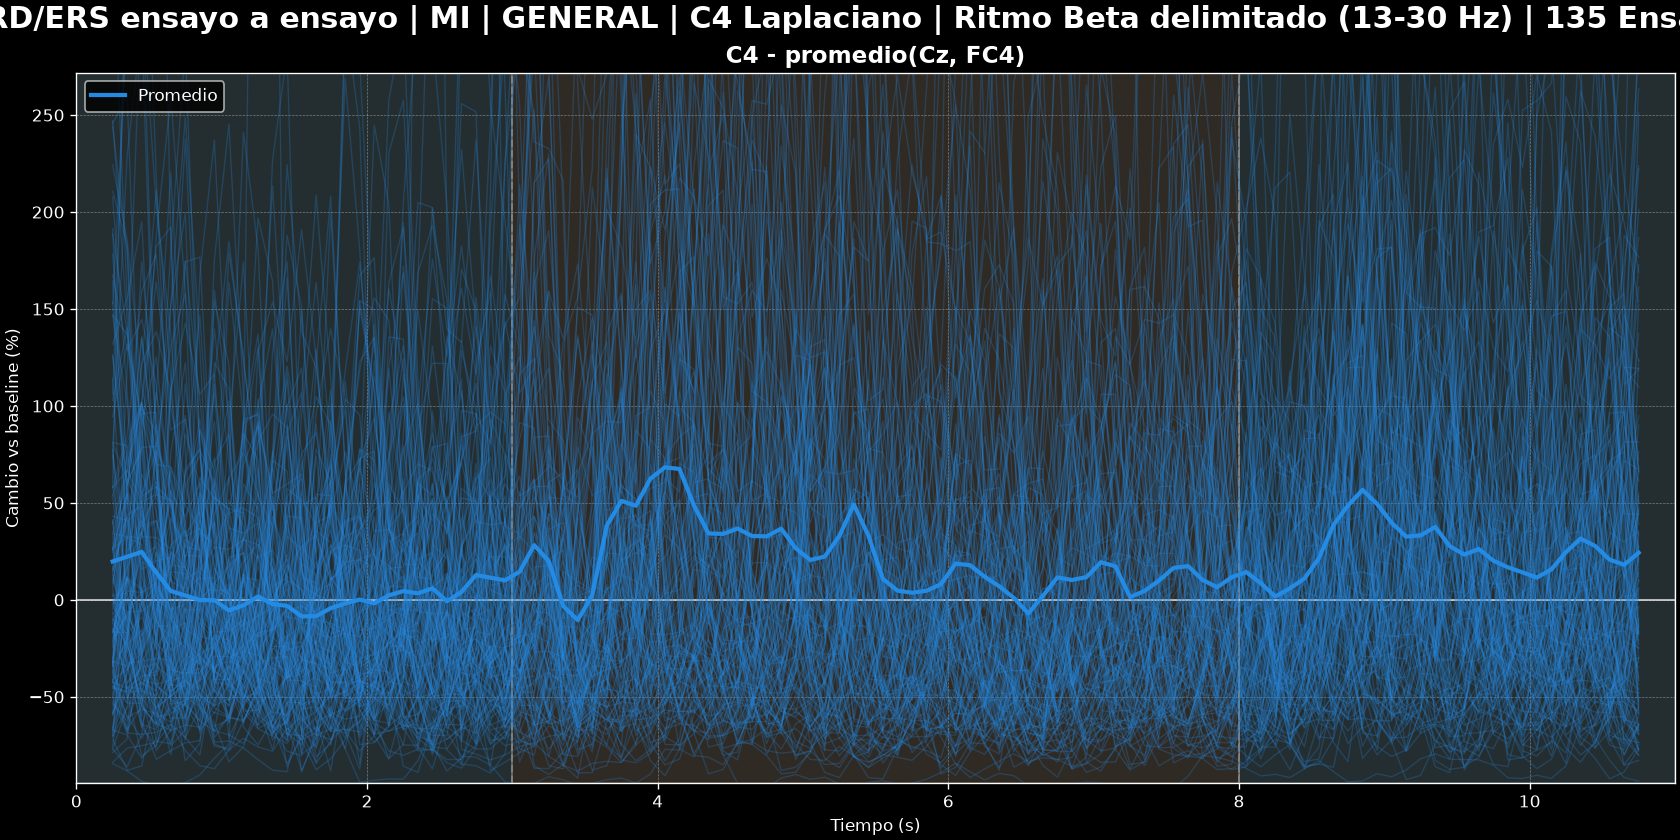 RD/ERS ensayo a ensayo | MI | GENERAL | C4 Laplaciano | Ritmo Beta delimitado (13-30 Hz) | 135 Ens
C4 - promedio(Cz, FC4)
Promedio
Cambio vs baseline (%)
250
200
150
100
50
0
−50
0 2 4 6 8 10
Tiempo (s)